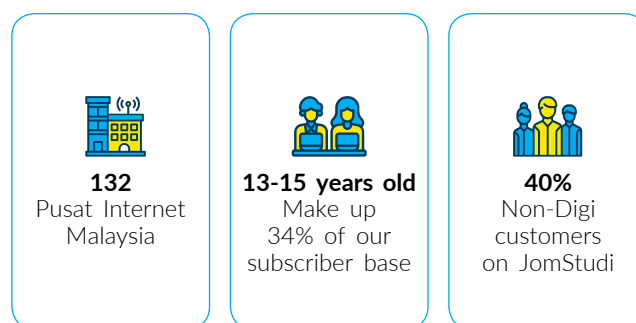 132
Pusat Internet
Malaysia
13-15 years old
Make up
34% of our
subscriber base
40%
Non-Digi
customers
on JomStudi